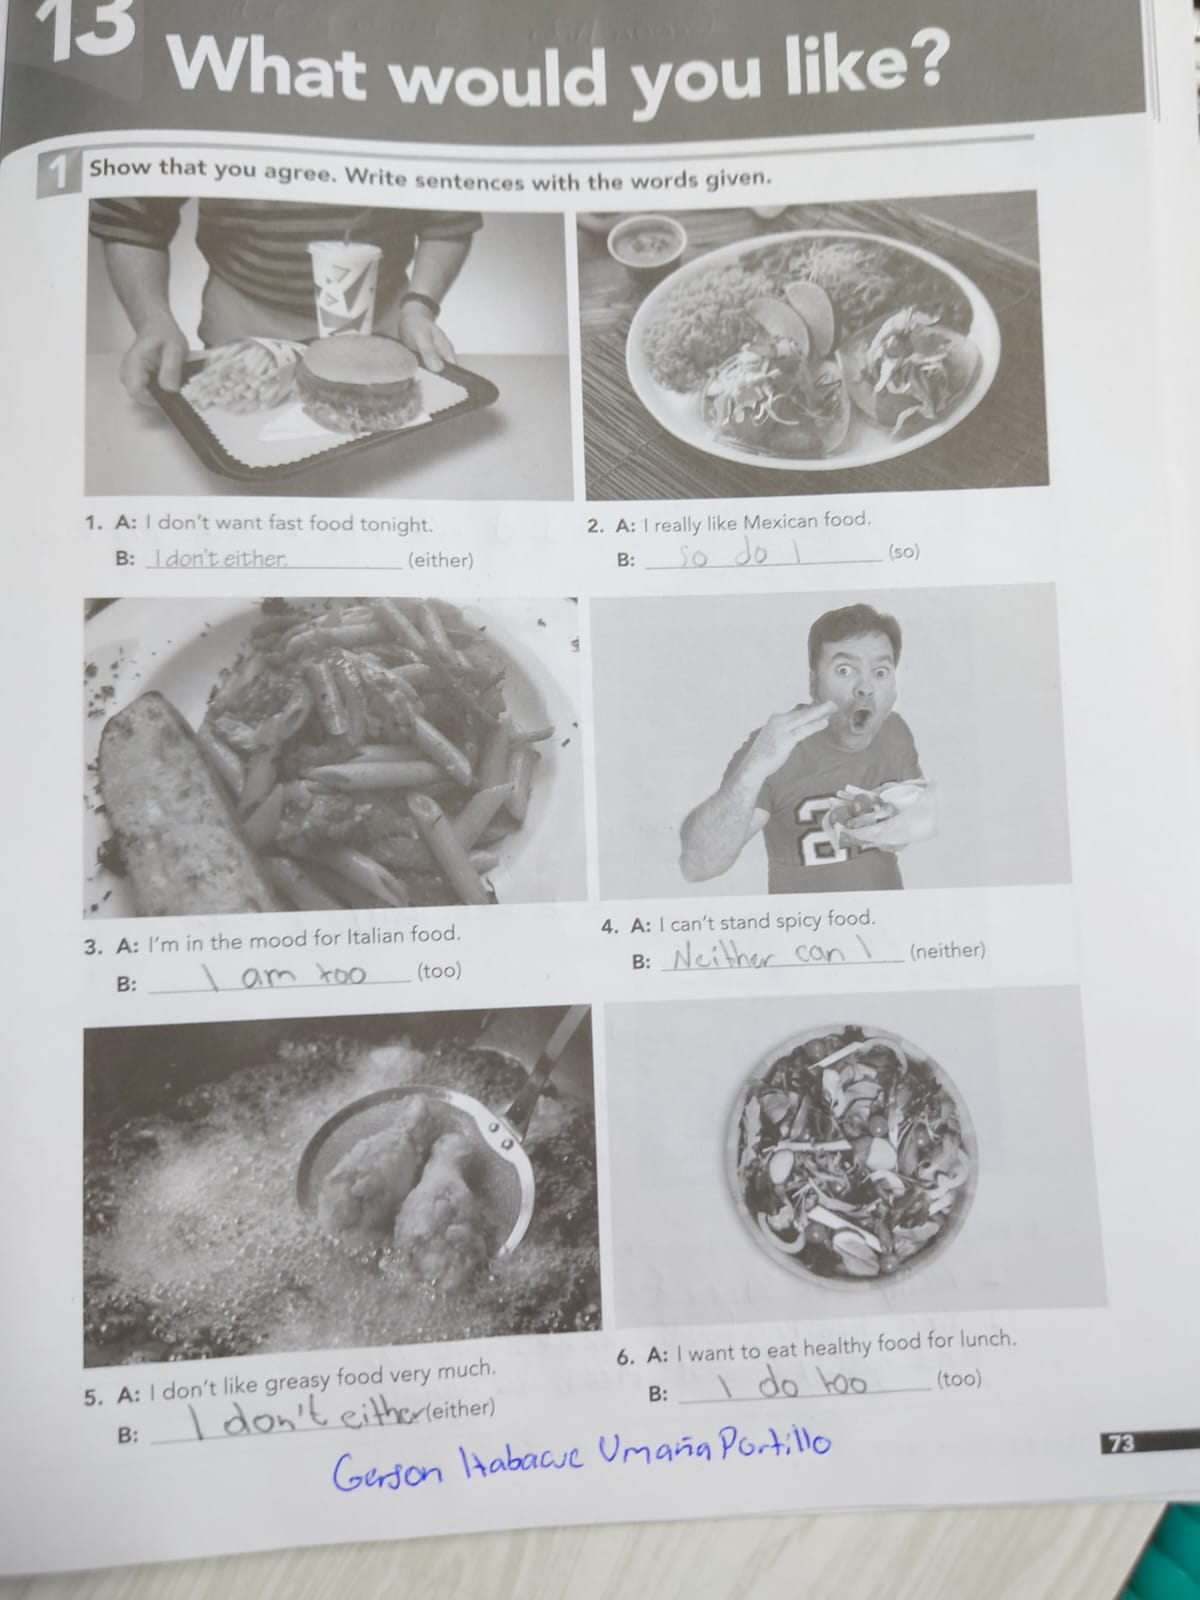 13 What would you like?
1 Show that you agree. Write sentences with the words given.
1. A: I don't want fast food tonight.
B: I don't either. (either)
2. A: I really like Mexican food.
B: so do I (so)
3. A: I'm in the mood for Italian food.
B: I am too (too)
4. A: I can't stand spicy food.
B: Neither can I (neither)
5. A: I don't like greasy food very much.
B: I don't either (either)
6. A: I want to eat healthy food for lunch.
B: I do too (too)
Gerson Habacuc Umaña Portillo
73